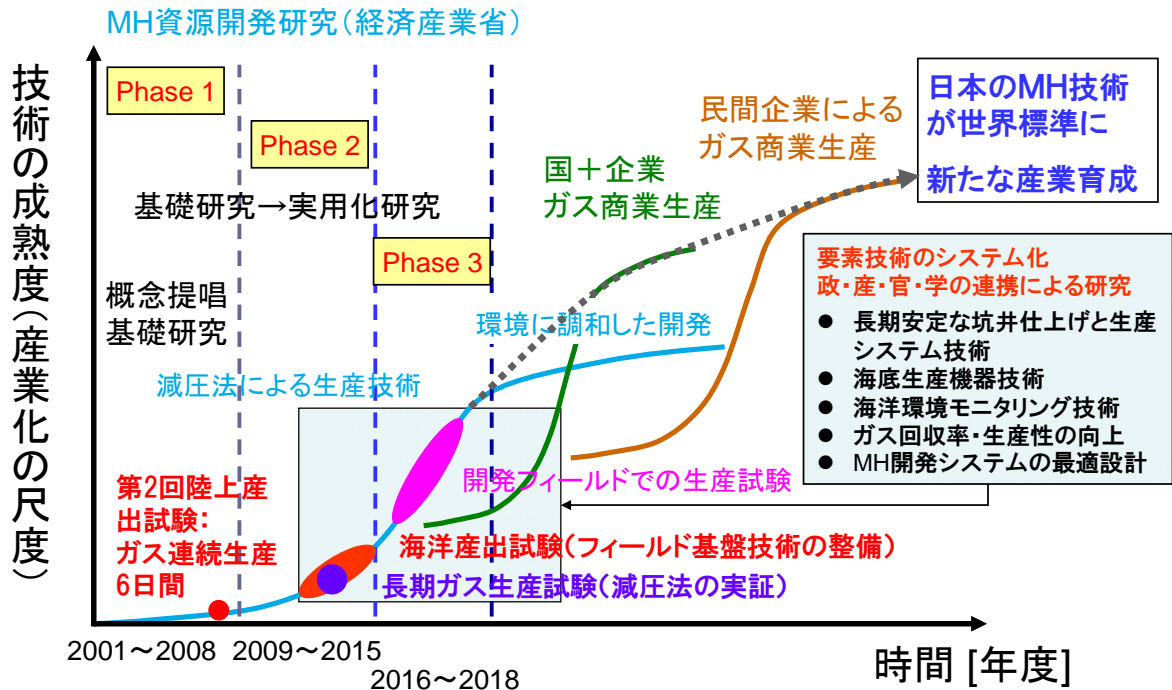 MH資源開発研究（経済産業省）
技術の成熟度（産業化の尺度）
Phase 1
Phase 2
基礎研究→実用化研究
Phase 3
概念提唱
基礎研究
減圧法による生産技術
第2回陸上産
出試験：
ガス連続生産
6日間
国＋企業
ガス商業生産
民間企業による
ガス商業生産
日本のMH技術
が世界標準に
新たな産業育成
環境に調和した開発
要素技術のシステム化
政・産・官・学の連携による研究
● 長期安定な坑井仕上げと生産
システム技術
● 海底生産機器技術
● 海洋環境モニタリング技術
● ガス回収率・生産性の向上
● MH開発システムの最適設計
開発フィールドでの生産試験
海洋産出試験（フィールド基盤技術の整備）
長期ガス生産試験（減圧法の実証）
2001～2008
2009～2015
2016～2018
時間 [年度]